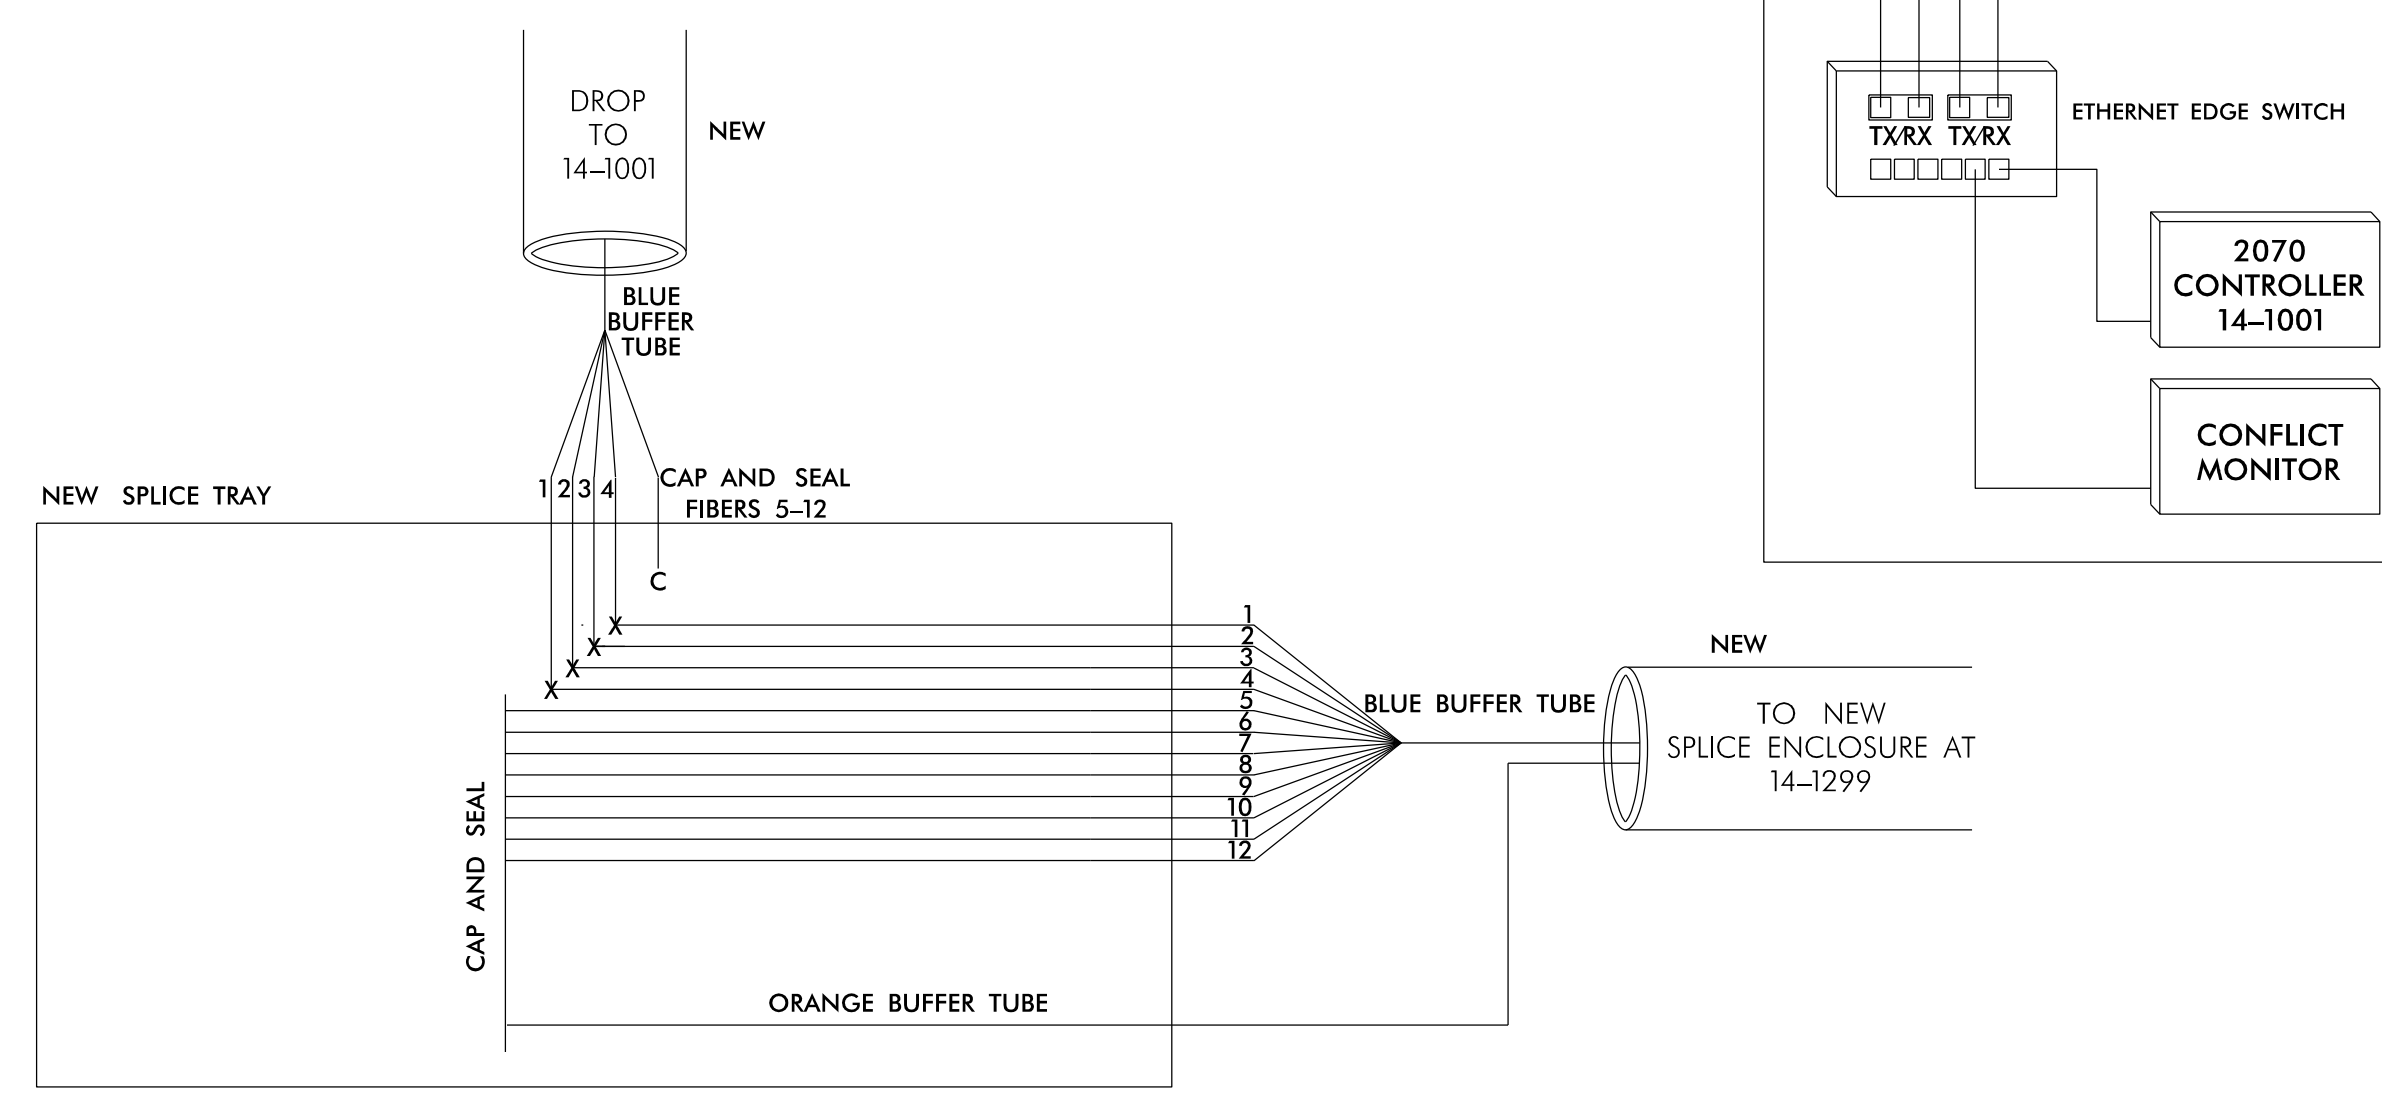 DROP
TO
14–1001
NEW
BLUE
BUFFER
TUBE
1 2 3 4
CAP AND SEAL
FIBERS 5–12
NEW SPLICE TRAY
C
X
X
X
X
1
2
3
4
5
6
7
8
9
10
11
12
CAP AND SEAL
ORANGE BUFFER TUBE
BLUE BUFFER TUBE
NEW
TO NEW
SPLICE ENCLOSURE AT
14–1299
ETHERNET EDGE SWITCH
TX/RX TX/RX
2070
CONTROLLER
14–1001
CONFLICT
MONITOR